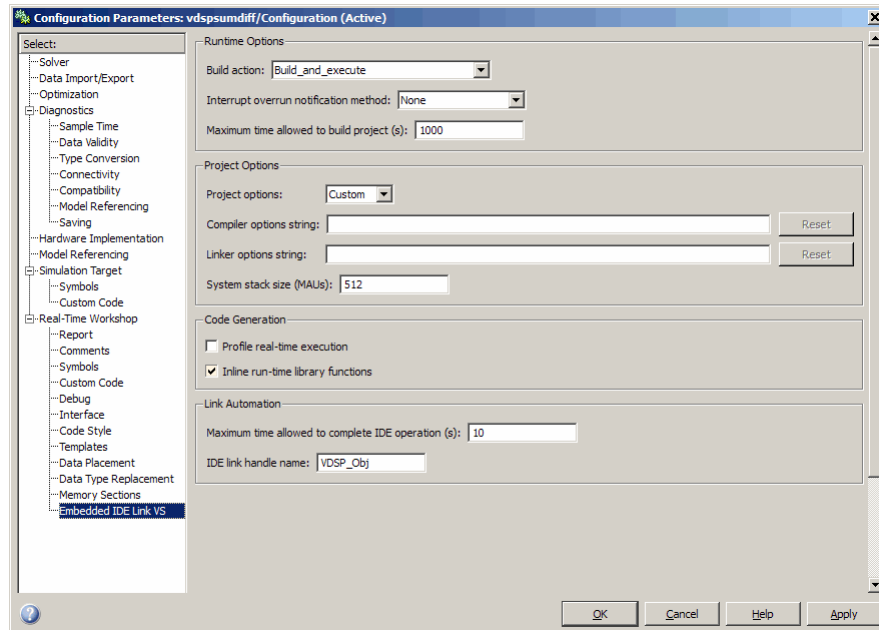 Configuration Parameters: vdspsumdiff/Configuration (Active)
Select:
Solver
Data Import/Export
Optimization
Diagnostics
Sample Time
Data Validity
Type Conversion
Connectivity
Compatibility
Model Referencing
Saving
Hardware Implementation
Model Referencing
Simulation Target
Symbols
Custom Code
Real-Time Workshop
Report
Comments
Symbols
Custom Code
Debug
Interface
Code Style
Templates
Data Placement
Data Type Replacement
Memory Sections
Embedded IDE Link VS
Runtime Options
Build action: Build_and_execute
Interrupt overrun notification method: None
Maximum time allowed to build project (s): 1000
Project Options
Project options: Custom
Compiler options string: Reset
Linker options string: Reset
System stack size (MAUs): 512
Code Generation
Profile real-time execution
Inline run-time library functions
Link Automation
Maximum time allowed to complete IDE operation (s): 10
IDE link handle name: VDSP_Obj
? OK Cancel Help Apply